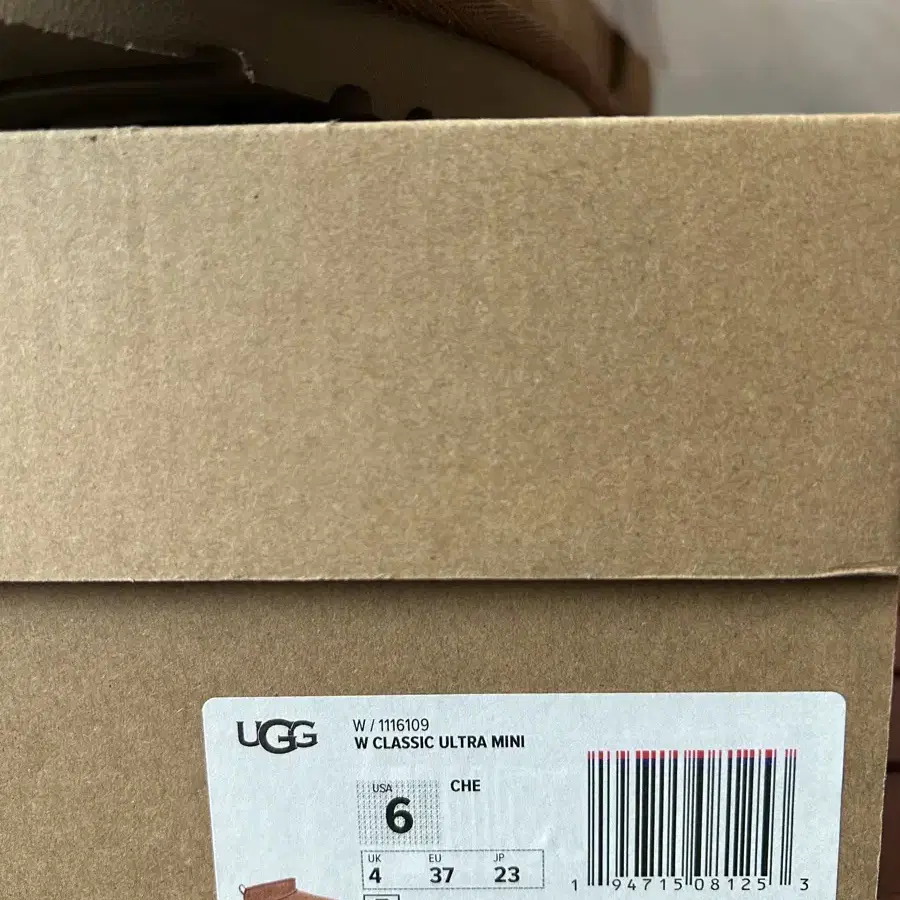 UGG
W / 1116109
W CLASSIC ULTRA MINI
USA
6
CHE
UK EU JP
4 37 23
1 94715 08125 3